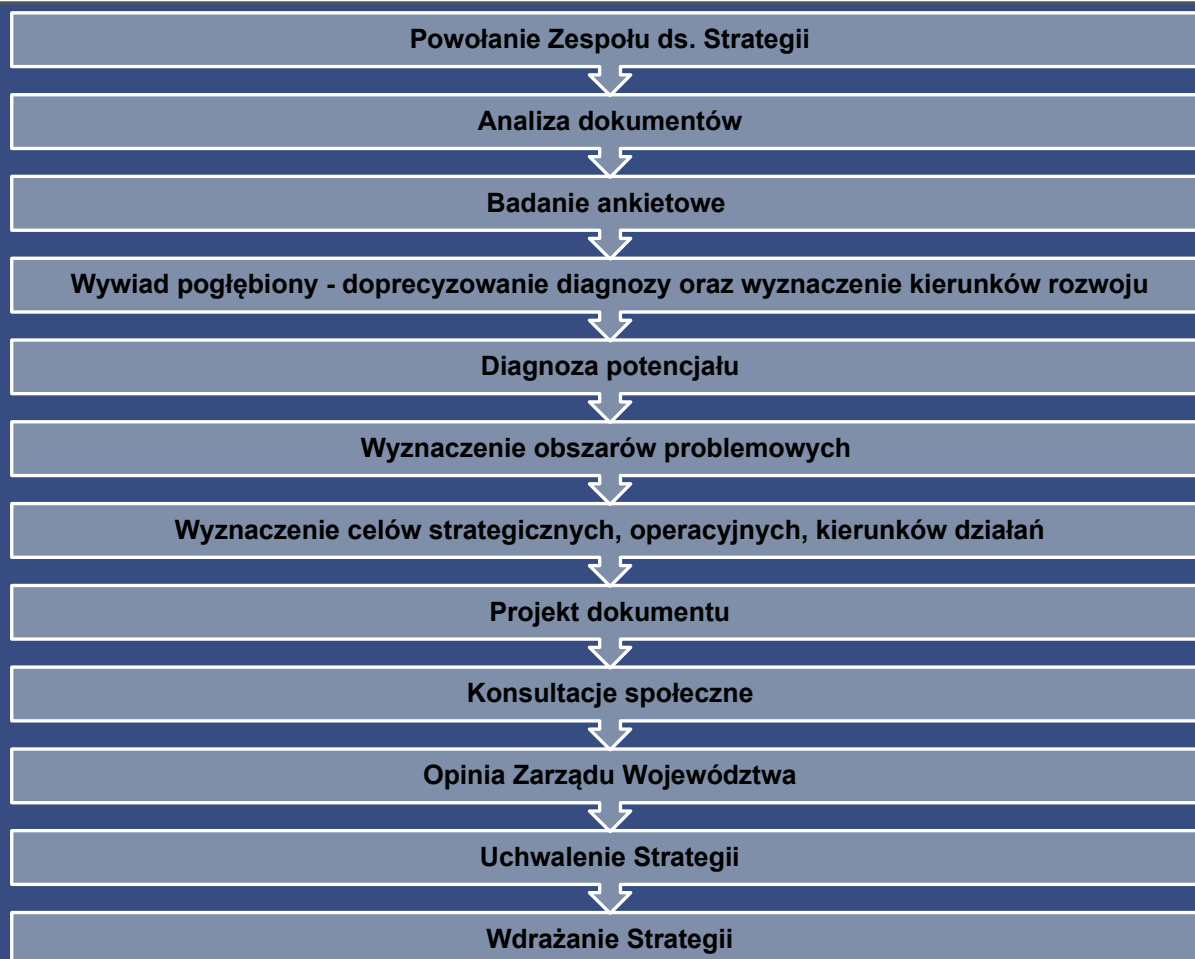 Powołanie Zespołu ds. Strategii
Analiza dokumentów
Badanie ankietowe
Wywiad pogłębiony - doprecyzowanie diagnozy oraz wyznaczenie kierunków rozwoju
Diagnoza potencjału
Wyznaczenie obszarów problemowych
Wyznaczenie celów strategicznych, operacyjnych, kierunków działań
Projekt dokumentu
Konsultacje społeczne
Opinia Zarządu Województwa
Uchwalenie Strategii
Wdrażanie Strategii